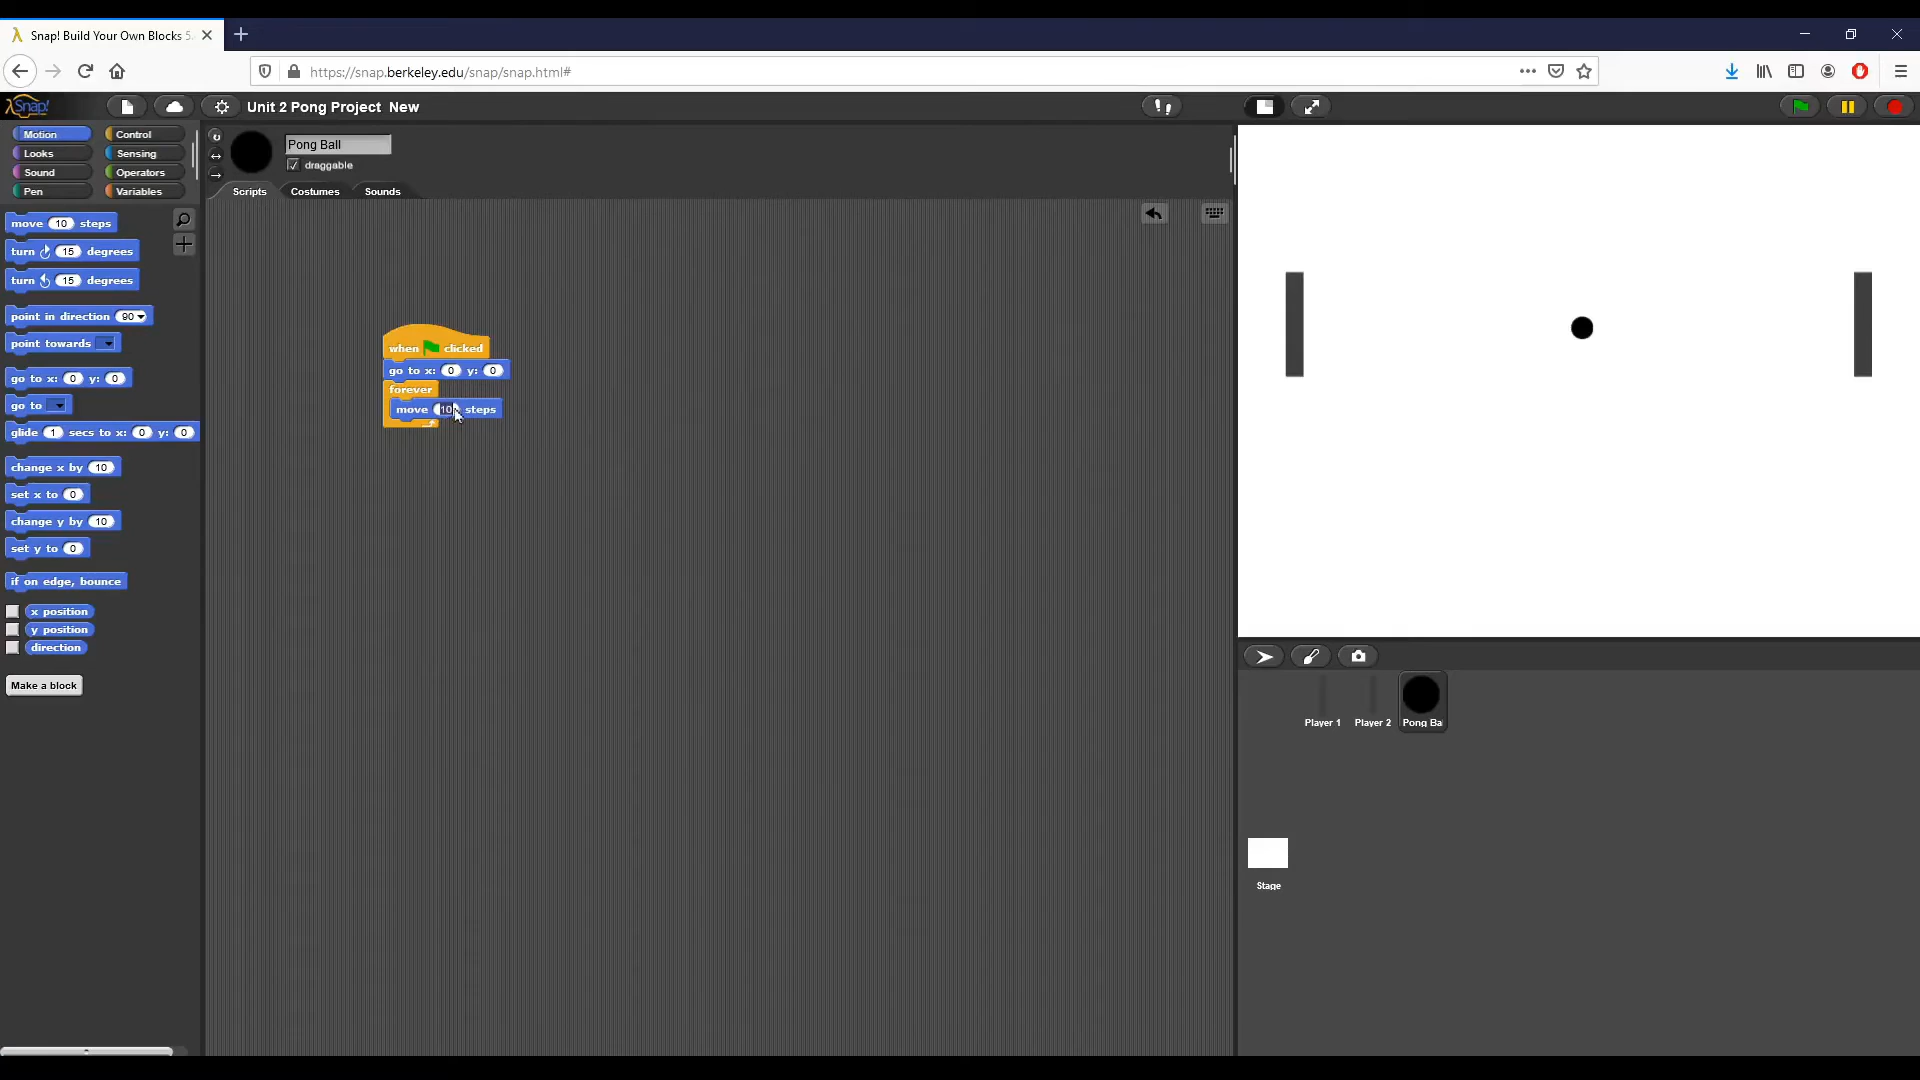 Snap! Build Your Own Blocks 5.
https://snap.berkeley.edu/snap/snap.html#
Snap!
Unit 2 Pong Project New
Motion Control
Looks Sensing
Sound Operators
Pen Variables
Pong Ball
draggable
Scripts Costumes Sounds
move 10 steps
turn 15 degrees
turn 15 degrees
point in direction 90
point towards
go to x: 0 y: 0
go to
glide 1 secs to x: 0 y: 0
change x by 10
set x to 0
change y by 10
set y to 0
if on edge, bounce
x position
y position
direction
Make a block
when clicked
go to x: 0 y: 0
forever
move 10 steps
Player 1 Player 2 Pong Ba
Stage